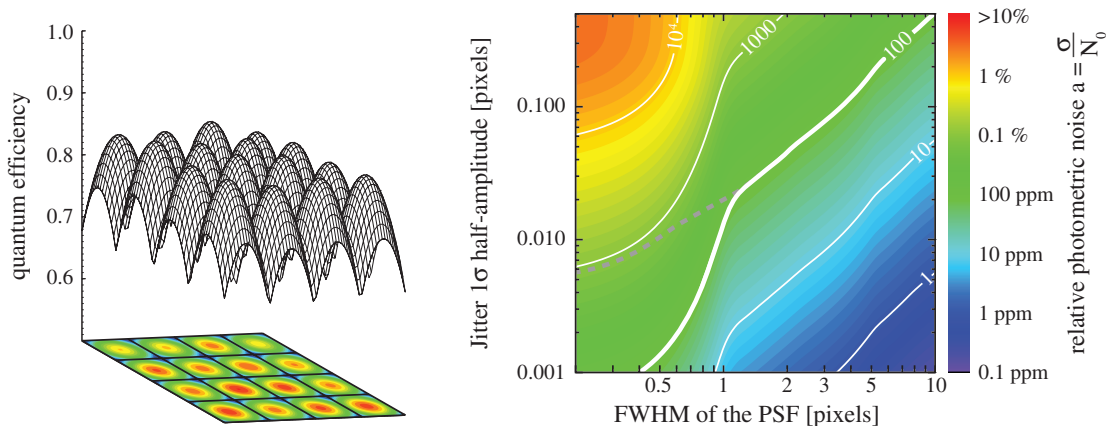 1.0
0.9
0.8
0.7
0.6
quantum efficiency
Jitter 1σ half-amplitude [pixels]
0.100
0.010
0.001
10⁴
1000
100
10
1
0.5
1
2
3
5
10
FWHM of the PSF [pixels]
>10%
1 %
0.1 %
100 ppm
10 ppm
1 ppm
0.1 ppm
relative photometric noise a = σ/N₀